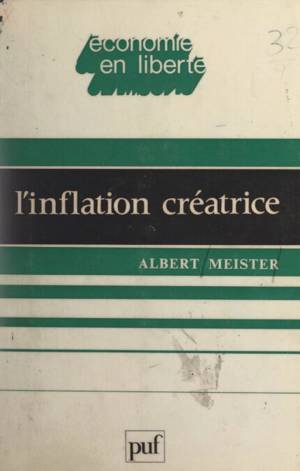 32
économie
en liberté
l'inflation créatrice
ALBERT MEISTER
puf